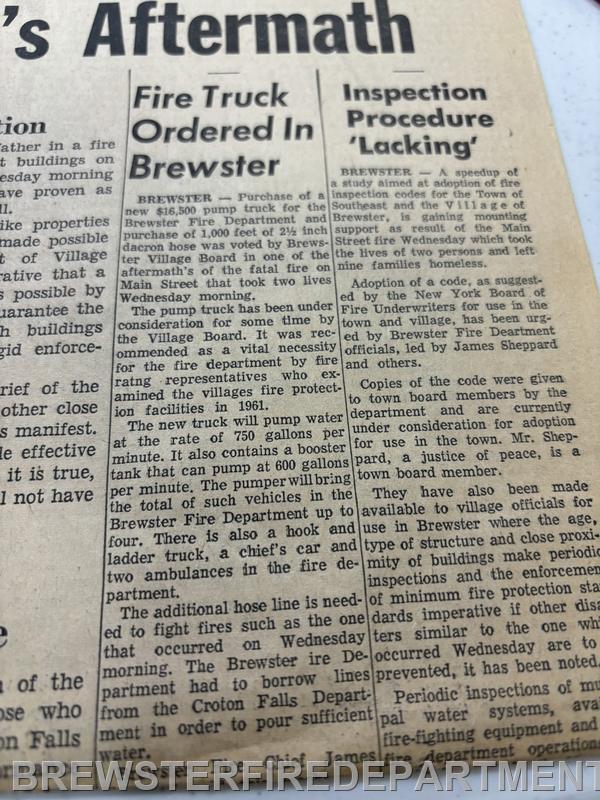 's Aftermath
tion
father in a fire
t buildings on
esday morning
ave proven as
ll.
ike properties
made possible
t of Village
rative that a
s possible by
uarantee the
h buildings
gid enforce-
rief of the
other close
s manifest.
le effective
it is true,
l not have
e
n of the
ose who
on Falls
Fire Truck
Ordered In
Brewster
BREWSTER — Purchase of a
new $16,500 pump truck for the
Brewster Fire Department and
purchase of 1,000 feet of 2½ inch
dacron hose was voted by Brews-
ter Village Board in one of the
aftermath's of the fatal fire on
Main Street that took two lives
Wednesday morning.
The pump truck has been under
consideration for some time by
the Village Board. It was rec-
ommended as a vital necessity
for the fire department by fire
ratng representatives who ex-
amined the villages fire protect-
ion facilities in 1961.
The new truck will pump water
at the rate of 750 gallons per
minute. It also contains a booster
tank that can pump at 600 gallons
per minute. The pumper will bring
the total of such vehicles in the
Brewster Fire Department up to
four. There is also a hook and
ladder truck, a chief's car and
two ambulances in the fire de-
partment.
The additional hose line is need-
ed to fight fires such as the one
that occurred on Wednesday
morning. The Brewster ire De-
partment had to borrow lines
from the Croton Falls Depart-
ment in order to pour sufficient
water.
Fire Chief James
Inspection
Procedure
'Lacking'
BREWSTER — A speedup of
a study aimed at adoption of fire
inspection codes for the Town of
Southeast and the Village of
Brewster, is gaining mounting
support as result of the Main
Street fire Wednesday which took
the lives of two persons and left
nine families homeless.
Adoption of a code, as suggest-
ed by the New York Board of
Fire Underwriters for use in the
town and village, has been urg-
ed by Brewster Fire Deartment
officials, led by James Sheppard
and others.
Copies of the code were given
to town board members by the
department and are currently
under consideration for adoption
for use in the town. Mr. Shep-
pard, a justice of peace, is a
town board member.
They have also been made
available to village officials for
use in Brewster where the age,
type of structure and close proxi-
mity of buildings make periodic
inspections and the enforcemen
of minimum fire protection sta
dards imperative if other disa
ters similar to the one whi
occurred Wednesday are to
prevented, it has been noted.
Periodic inspections of mu
pal water systems, ava
fire-fighting equipment and
fire department operations
BREWSTERFIREDEPARTMENT